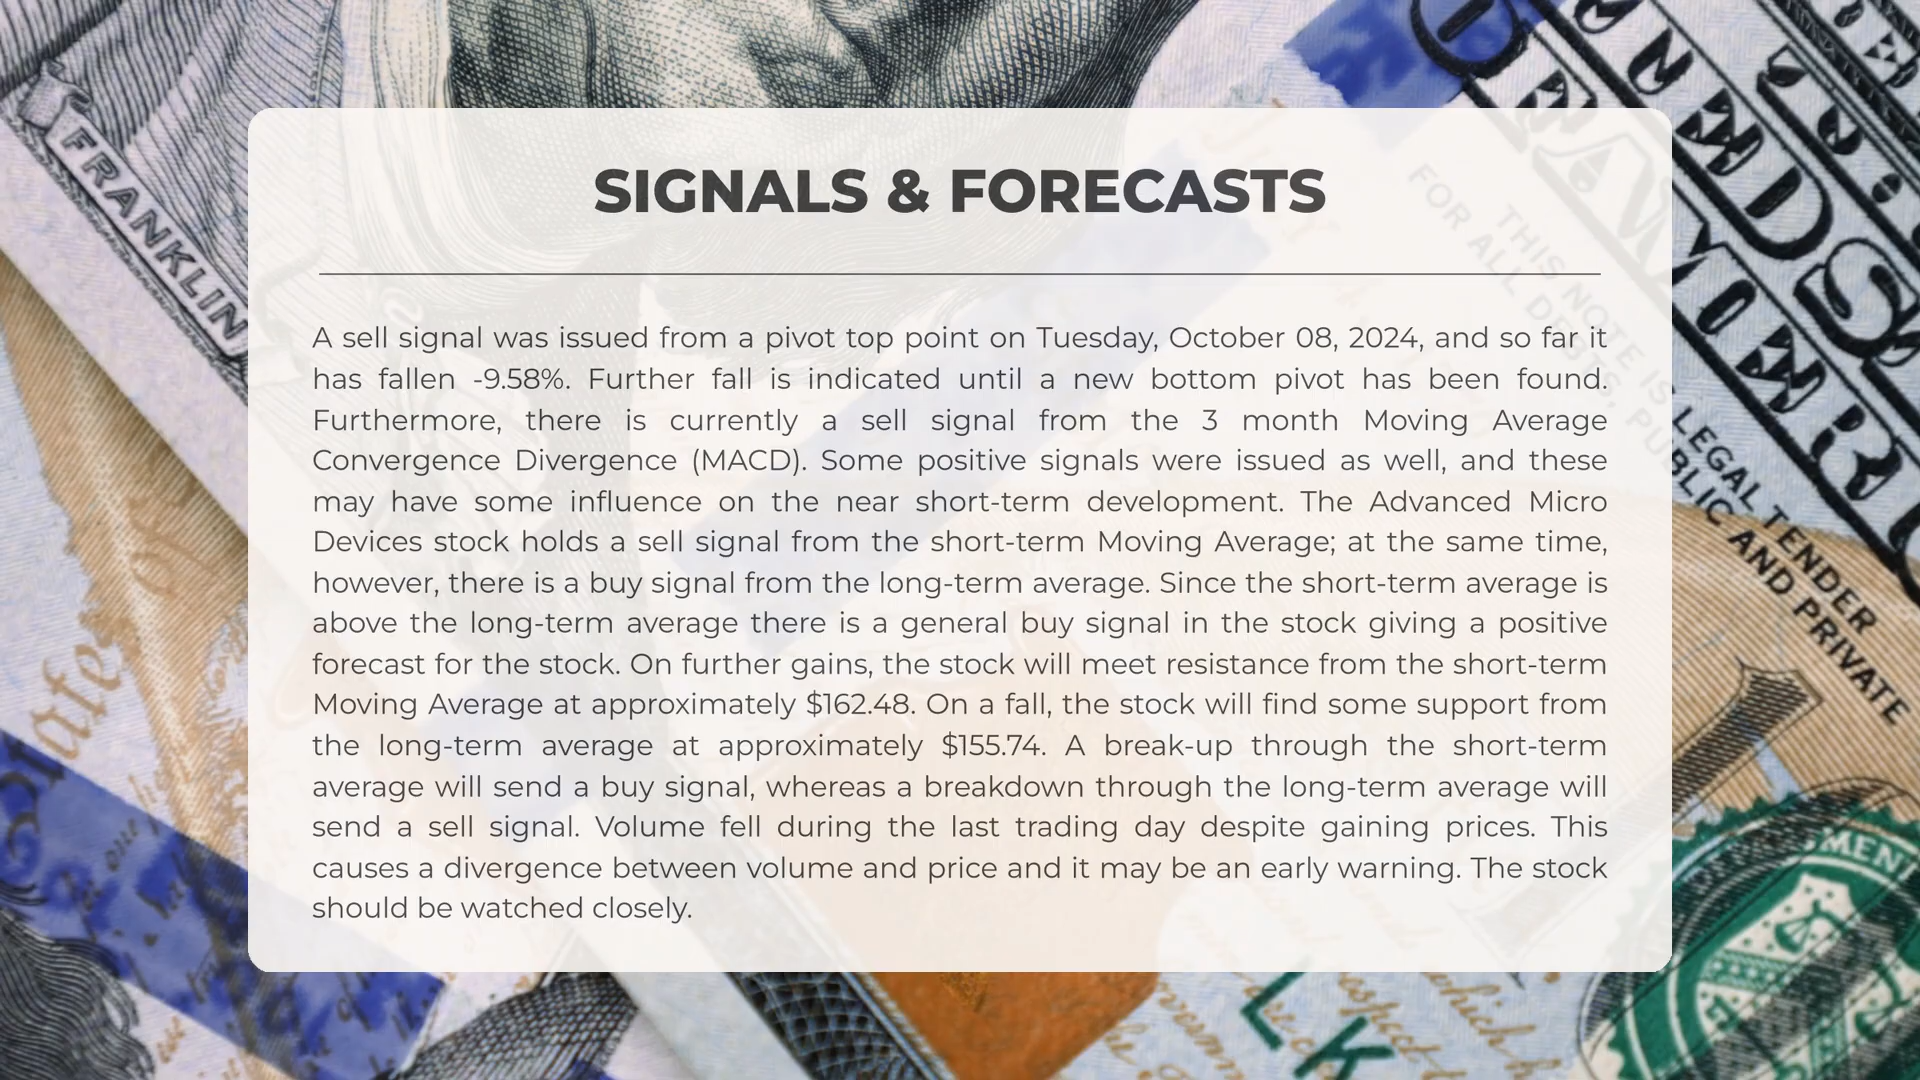 SIGNALS & FORECASTS
A sell signal was issued from a pivot top point on Tuesday, October 08, 2024, and so far it
has fallen -9.58%. Further fall is indicated until a new bottom pivot has been found.
Furthermore, there is currently a sell signal from the 3 month Moving Average
Convergence Divergence (MACD). Some positive signals were issued as well, and these
may have some influence on the near short-term development. The Advanced Micro
Devices stock holds a sell signal from the short-term Moving Average; at the same time,
however, there is a buy signal from the long-term average. Since the short-term average is
above the long-term average there is a general buy signal in the stock giving a positive
forecast for the stock. On further gains, the stock will meet resistance from the short-term
Moving Average at approximately $162.48. On a fall, the stock will find some support from
the long-term average at approximately $155.74. A break-up through the short-term
average will send a buy signal, whereas a breakdown through the long-term average will
send a sell signal. Volume fell during the last trading day despite gaining prices. This
causes a divergence between volume and price and it may be an early warning. The stock
should be watched closely.
FRANKLIN
THIS NOTE IS LEGAL TENDER
FOR ALL DEBTS, PUBLIC AND PRIVATE